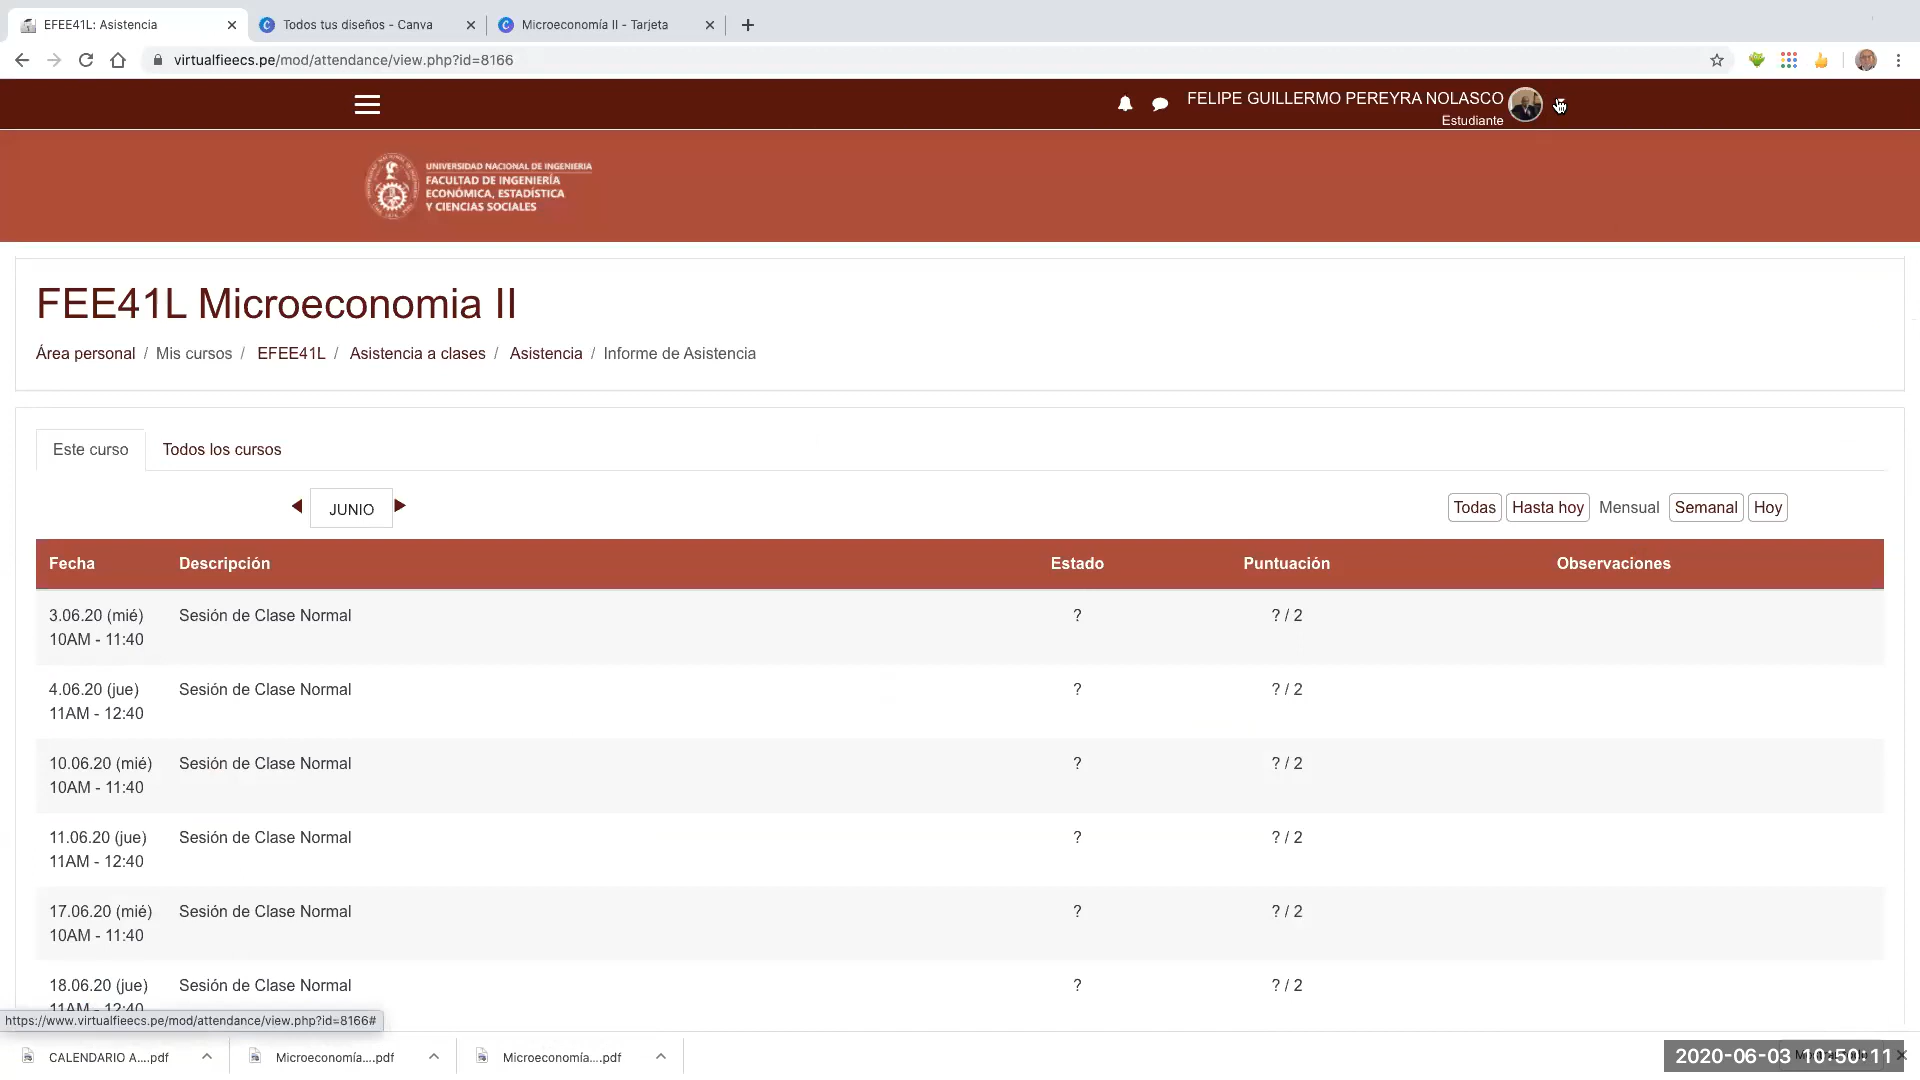 EFEE41L: Asistencia
Todos tus diseños - Canva
Microeconomía II - Tarjeta
virtualfieecs.pe/mod/attendance/view.php?id=8166
FELIPE GUILLERMO PEREYRA NOLASCO
Estudiante
UNIVERSIDAD NACIONAL DE INGENIERIA
FACULTAD DE INGENIERÍA
ECONÓMICA, ESTADÍSTICA
Y CIENCIAS SOCIALES
FEE41L Microeconomia II
Área personal / Mis cursos / EFEE41L / Asistencia a clases / Asistencia / Informe de Asistencia
Este curso Todos los cursos
JUNIO Todas Hasta hoy Mensual Semanal Hoy
Fecha Descripción Estado Puntuación Observaciones
3.06.20 (mié) Sesión de Clase Normal ? ? / 2
10AM - 11:40
4.06.20 (jue) Sesión de Clase Normal ? ? / 2
11AM - 12:40
10.06.20 (mié) Sesión de Clase Normal ? ? / 2
10AM - 11:40
11.06.20 (jue) Sesión de Clase Normal ? ? / 2
11AM - 12:40
17.06.20 (mié) Sesión de Clase Normal ? ? / 2
10AM - 11:40
18.06.20 (jue) Sesión de Clase Normal ? ? / 2
11AM - 12:40
https://www.virtualfieecs.pe/mod/attendance/view.php?id=8166#
CALENDARIO A....pdf
Microeconomía....pdf
Microeconomía....pdf
2020-06-03 10:50:11